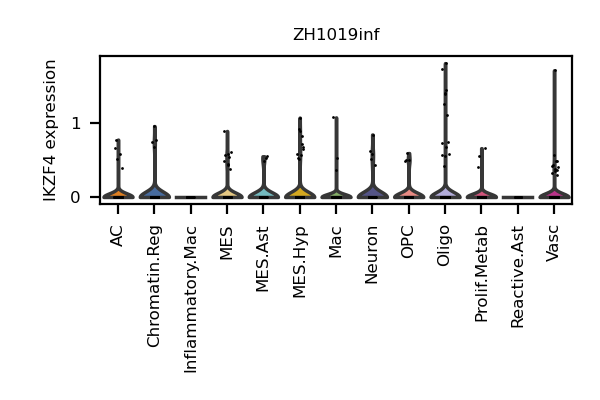 ZH1019inf
IKZF4 expression
1
0
AC
Chromatin.Reg
Inflammatory.Mac
MES
MES.Ast
MES.Hyp
Mac
Neuron
OPC
Oligo
Prolif.Metab
Reactive.Ast
Vasc